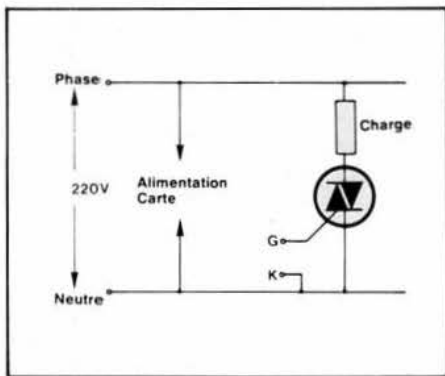 Phase
Charge
220V
Alimentation
Carte
G
K
Neutre